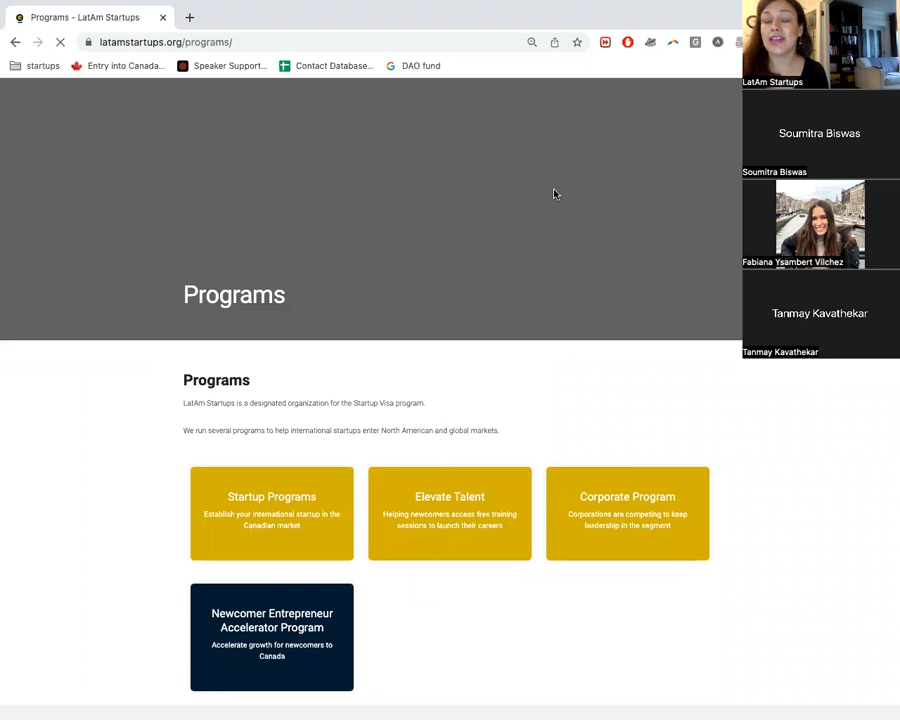 Programs - LatAm Startups
latamstartups.org/programs/
startups
Entry into Canada...
Speaker Support...
Contact Database...
DAO fund
LatAm Startups
Soumitra Biswas
Soumitra Biswas
Fabiana Ysambert Vilchez
Tanmay Kavathekar
Tanmay Kavathekar
Programs
Programs
LatAm Startups is a designated organization for the Startup Visa program.
We run several programs to help international startups enter North American and global markets.
Startup Programs
Establish your international startup in the
Canadian market
Elevate Talent
Helping newcomers access free training
sessions to launch their careers
Corporate Program
Corporations are competing to keep
leadership in the segment
Newcomer Entrepreneur
Accelerator Program
Accelerate growth for newcomers to
Canada